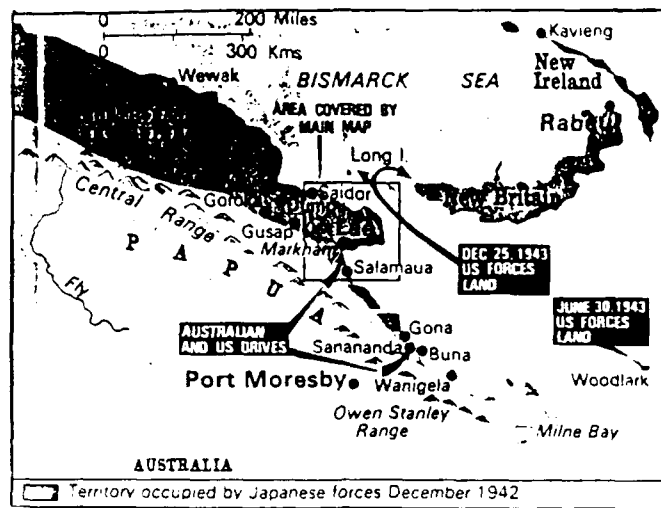 0 200 Miles
0 300 Kms
Kavieng
New
Ireland
Wewak
BISMARCK SEA
AREA COVERED BY
MAIN MAP
Long I.
New Britain
Saidor
Central Range
Gusap
Markham
Salamaua
DEC 25, 1943
US FORCES
LAND
JUNE 30, 1943
US FORCES
LAND
PAPUA
Fly
AUSTRALIAN
AND US DRIVES
Gona
Sanananda
Buna
Woodlark
Port Moresby
Wanigela
Owen Stanley
Range
Milne Bay
AUSTRALIA
Territory occupied by Japanese forces December 1942